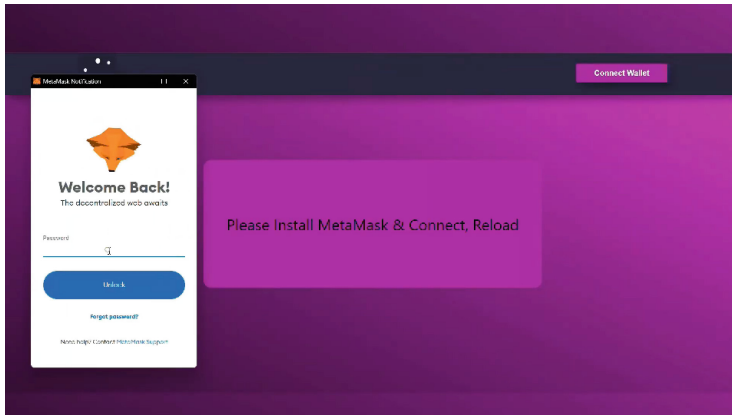 MetaMask Notification
Connect Wallet
Welcome Back!
The decentralized web awaits
Password
Unlock
Forgot password?
Need help? Contact MetaMask Support
Please Install MetaMask & Connect, Reload